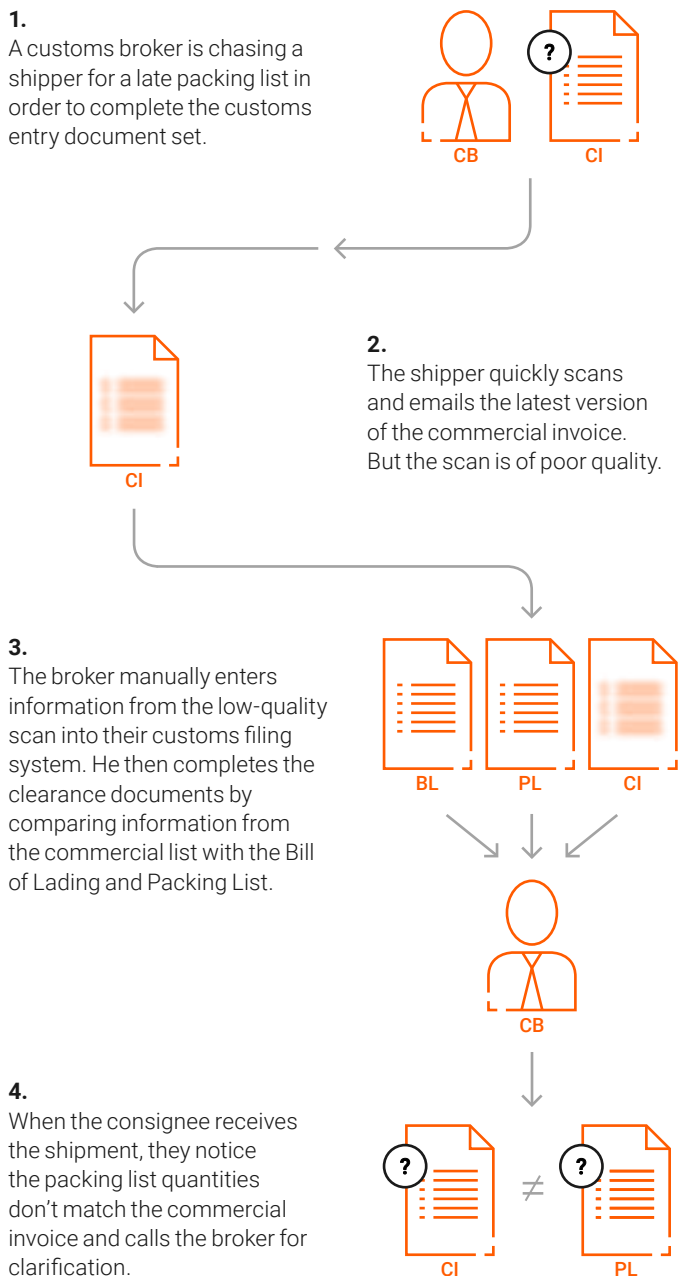 1.
A customs broker is chasing a
shipper for a late packing list in
order to complete the customs
entry document set.
?
CB
CI
2.
The shipper quickly scans
and emails the latest version
of the commercial invoice.
But the scan is of poor quality.
CI
3.
The broker manually enters
information from the low-quality
scan into their customs filing
system. He then completes the
clearance documents by
comparing information from
the commercial list with the Bill
of Lading and Packing List.
BL
PL
CI
CB
4.
When the consignee receives
the shipment, they notice
the packing list quantities
don’t match the commercial
invoice and calls the broker for
clarification.
?
≠
?
CI
PL